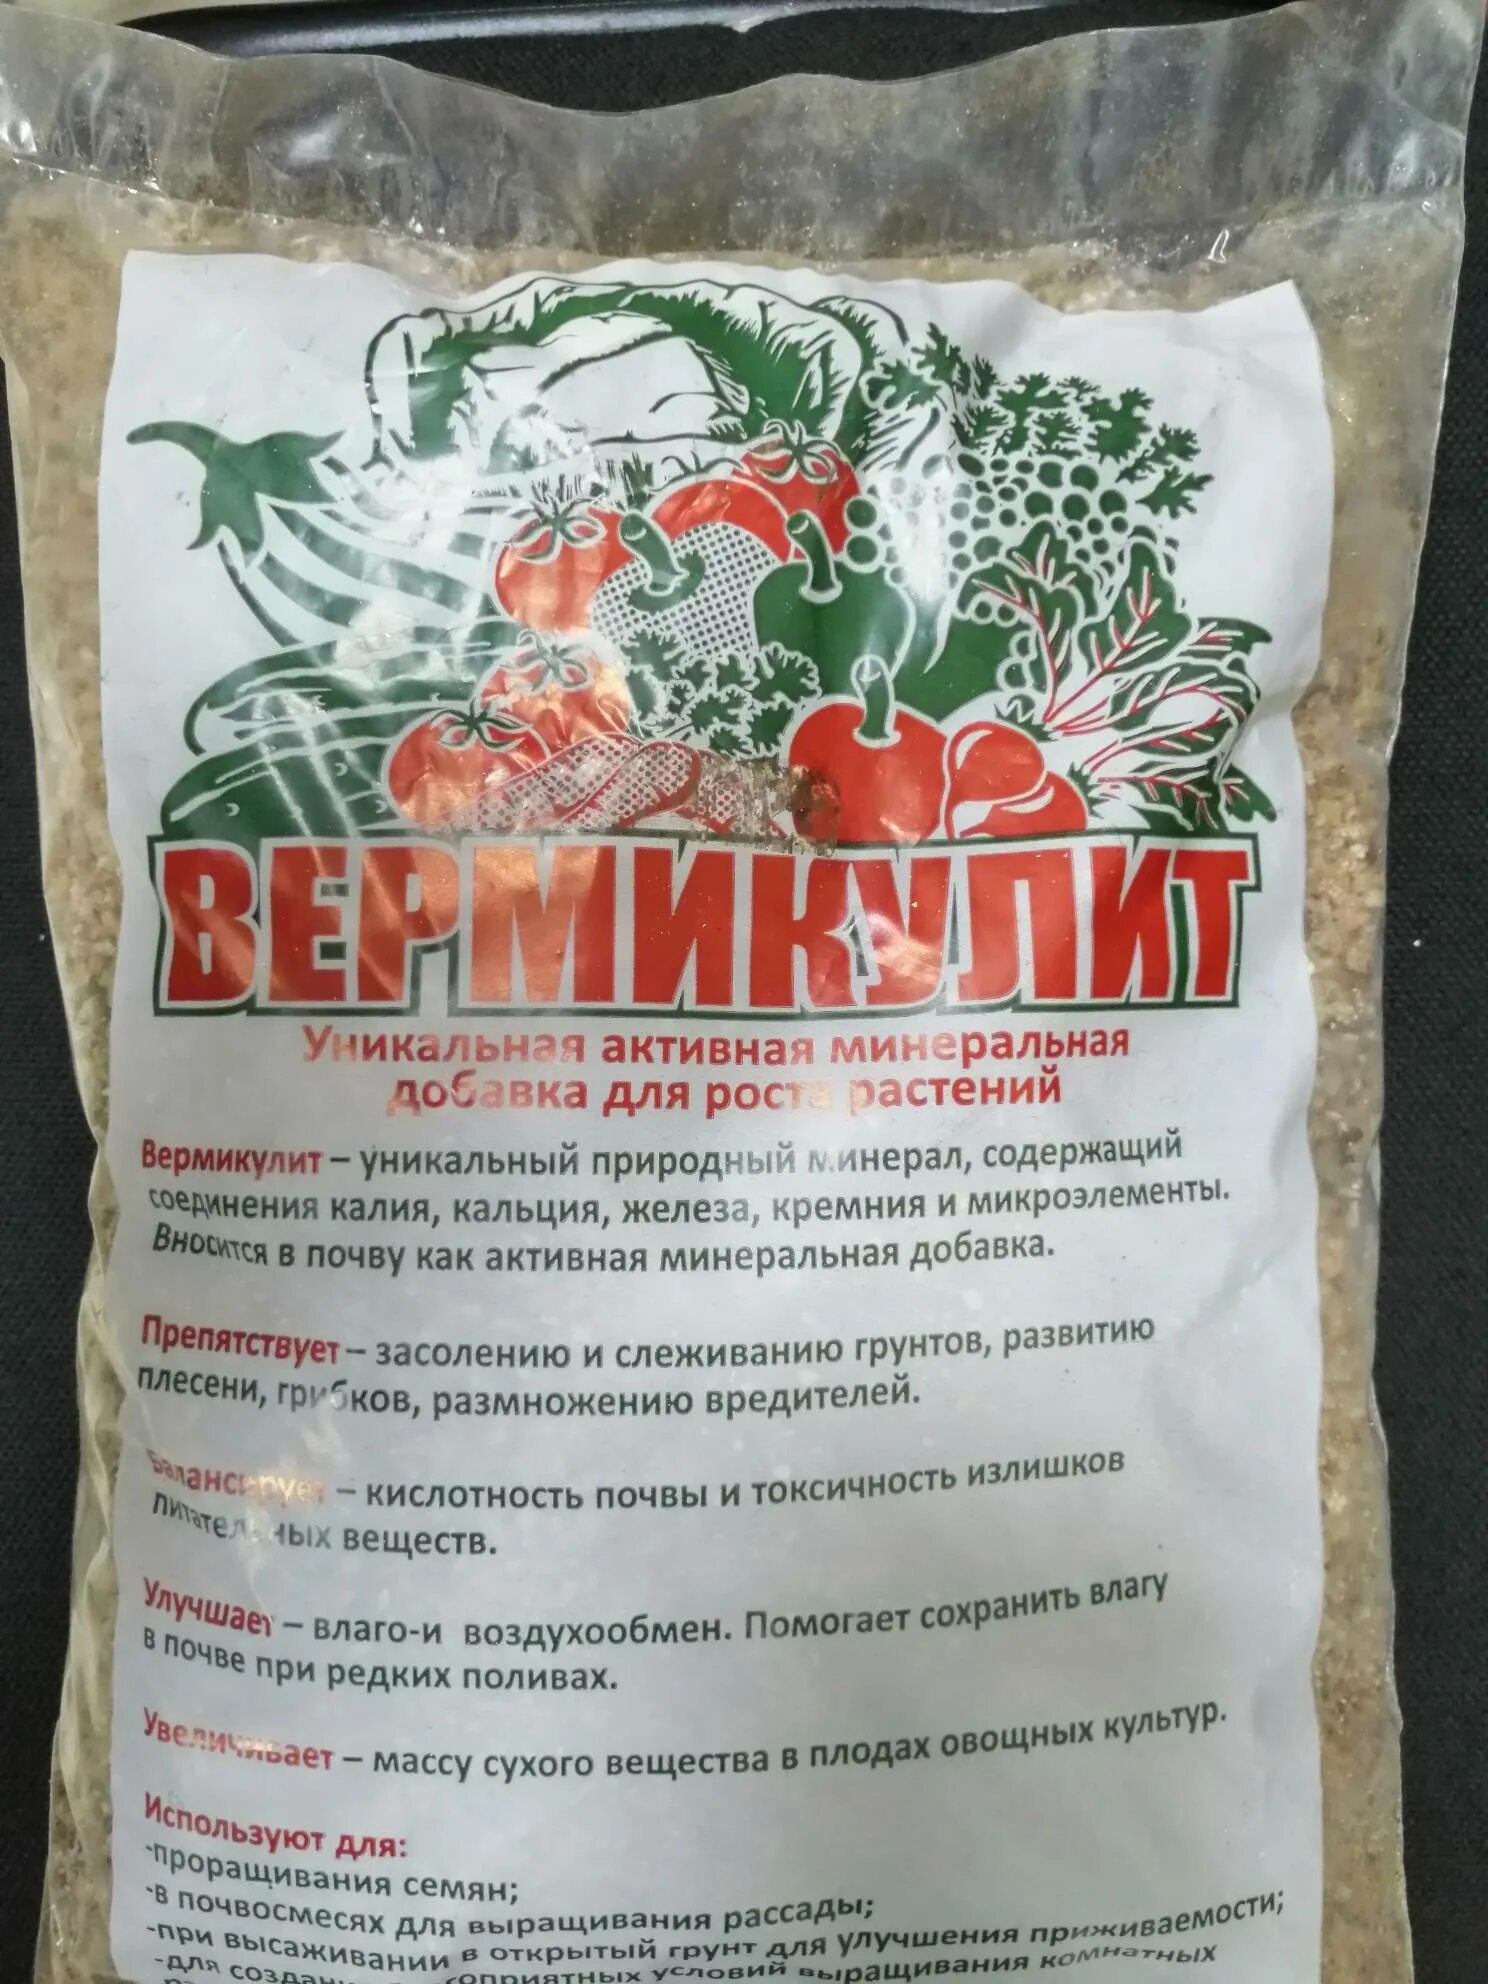 ВЕРМИКУЛИТ
Уникальная активная минеральная
добавка для роста растений
Вермикулит – уникальный природный минерал, содержащий
соединения калия, кальция, железа, кремния и микроэлементы.
Вносится в почву как активная минеральная добавка.
Препятствует – засолению и слеживанию грунтов, развитию
плесени, грибков, размножению вредителей.
Балансирует – кислотность почвы и токсичность излишков
питательных веществ.
Улучшает – влаго-и воздухообмен. Помогает сохранить влагу
в почве при редких поливах.
Увеличивает – массу сухого вещества в плодах овощных культур.
Используют для:
-проращивания семян;
-в почвосмесях для выращивания рассады;
-при высаживании в открытый грунт для улучшения приживаемости;
-для условий выращивания комнатных